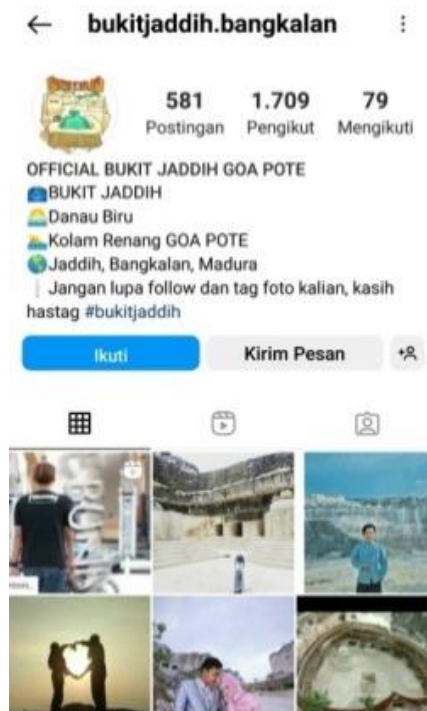 bukitjaddih.bangkalan
581 1.709 79
Postingan Pengikut Mengikuti
OFFICIAL BUKIT JADDIH GOA POTE
BUKIT JADDIH
Danau Biru
Kolam Renang GOA POTE
Jaddih, Bangkalan, Madura
Jangan lupa follow dan tag foto kalian, kasih
hastag #bukitjaddih
Ikuti Kirim Pesan